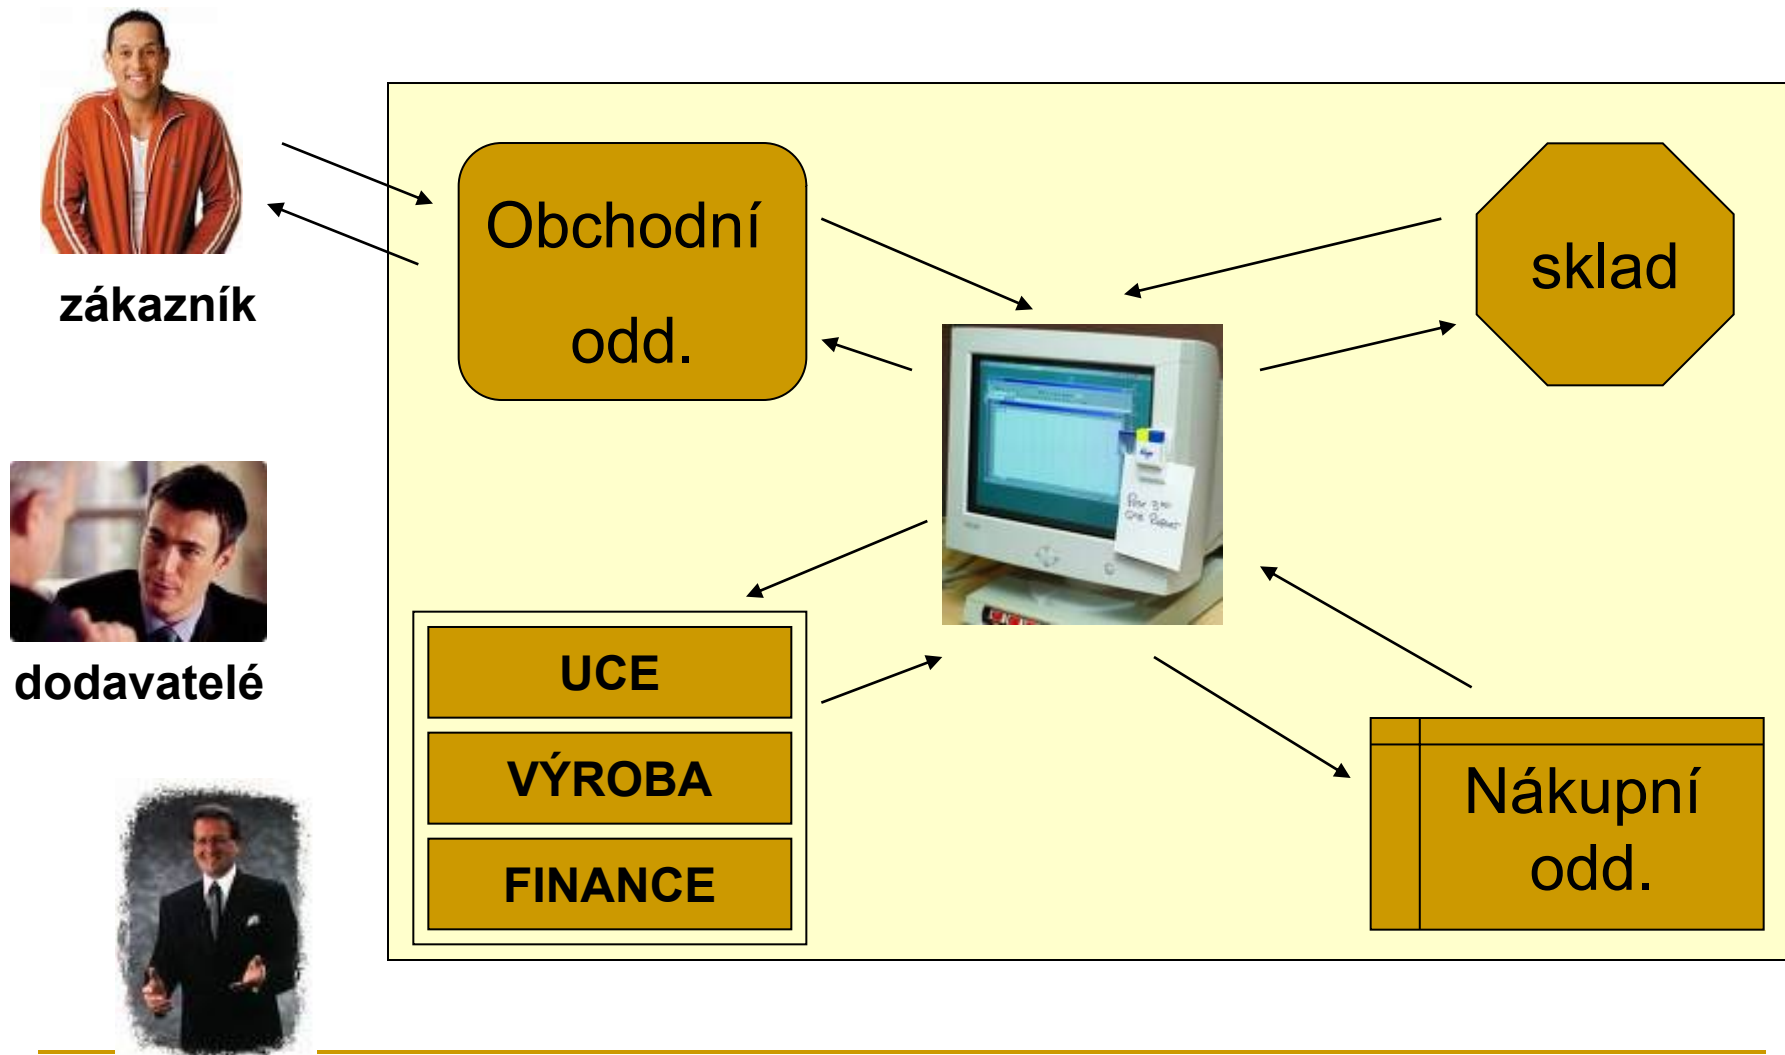 Obchodní
odd.
sklad
zákazník
dodavatelé
UCE
VÝROBA
FINANCE
Nákupní
odd.